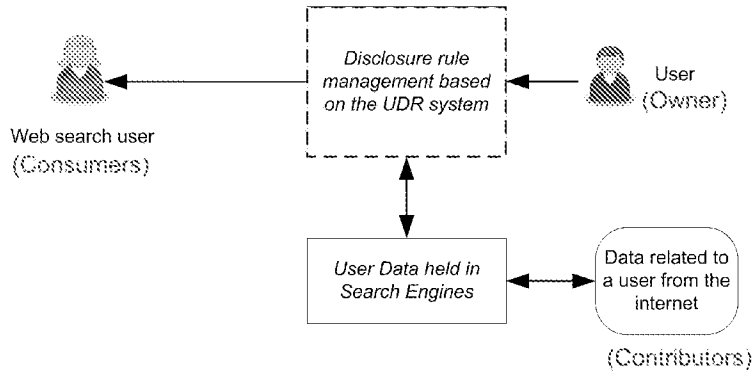 Disclosure rule
management based
on the UDR system
User
(Owner)
Web search user
(Consumers)
User Data held in
Search Engines
Data related to
a user from the
internet
(Contributors)